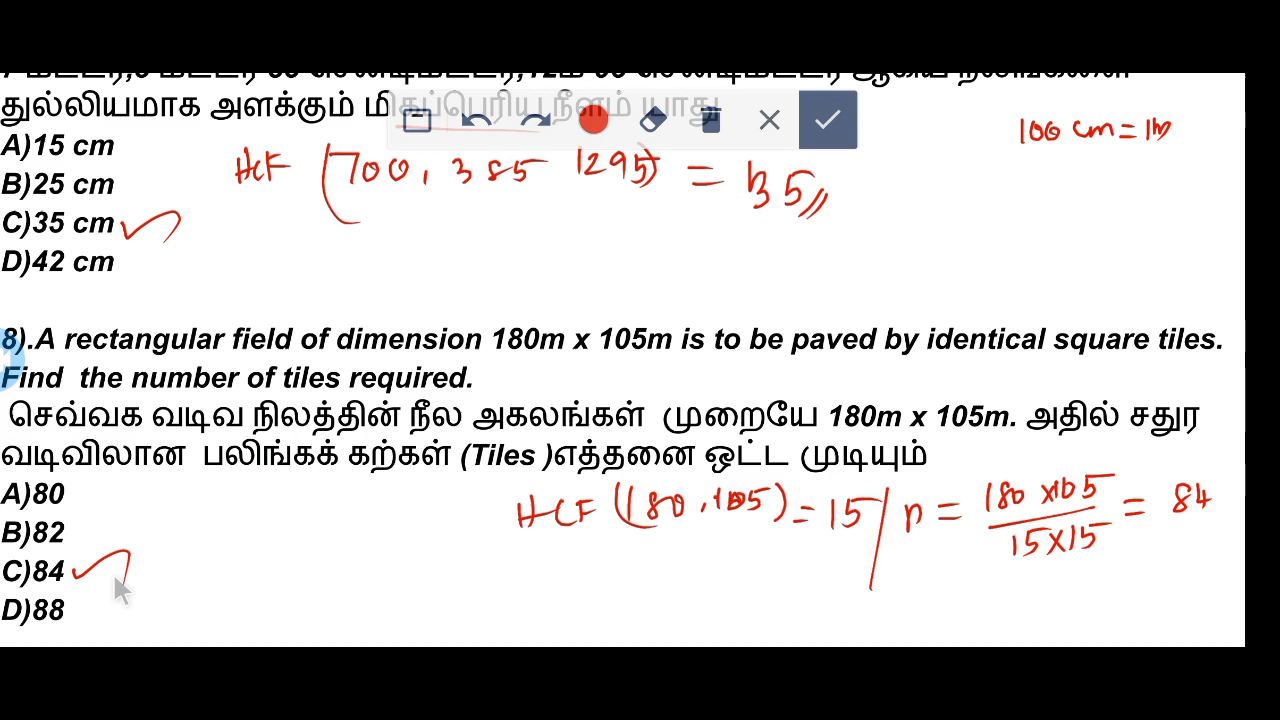 துல்லியமாக அளக்கும் மிகப்பெரிய நீளம் யாது
100 cm = 1m
A)15 cm
HCF (700, 385 1295) = 35
B)25 cm
C)35 cm
D)42 cm
8).A rectangular field of dimension 180m x 105m is to be paved by identical square tiles.
Find the number of tiles required.
செவ்வக வடிவ நிலத்தின் நீல அகலங்கள் முறையே 180m x 105m. அதில் சதுர
வடிவிலான பலிங்கக் கற்கள் (Tiles )எத்தனை ஒட்ட முடியும்
A)80
HCF (180, 105) = 15 / n = 180 x 105 / 15 x 15 = 84
B)82
C)84
D)88